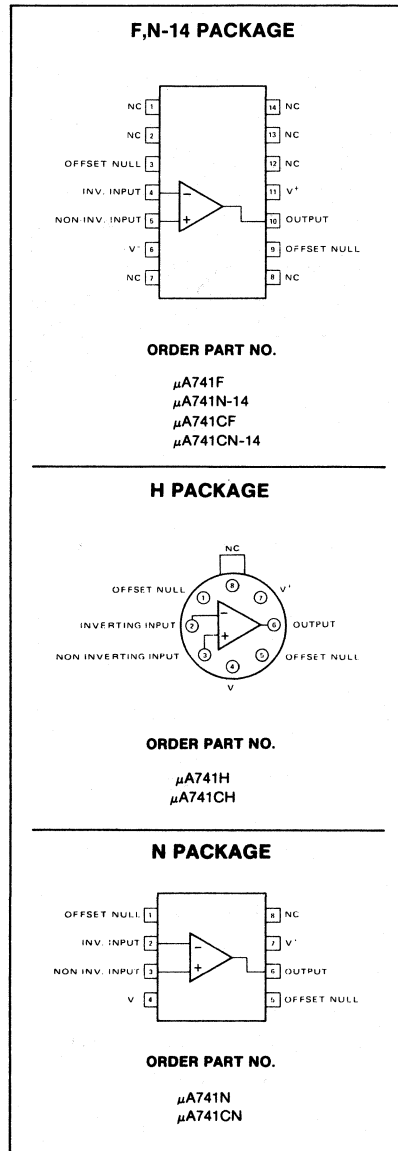 F,N-14 PACKAGE
NC 1 14 NC
NC 2 13 NC
OFFSET NULL 3 12 NC
INV. INPUT 4 − 11 V+
NON-INV. INPUT 5 + 10 OUTPUT
V- 6 9 OFFSET NULL
NC 7 8 NC
ORDER PART NO.
μA741F
μA741N-14
μA741CF
μA741CN-14
H PACKAGE
NC
8
OFFSET NULL 1 7 V+
INVERTING INPUT 2 − 6 OUTPUT
NON INVERTING INPUT 3 + 5 OFFSET NULL
4
V
ORDER PART NO.
μA741H
μA741CH
N PACKAGE
OFFSET NULL 1 8 NC
INV. INPUT 2 − 7 V+
NON INV. INPUT 3 + 6 OUTPUT
V 4 5 OFFSET NULL
ORDER PART NO.
μA741N
μA741CN